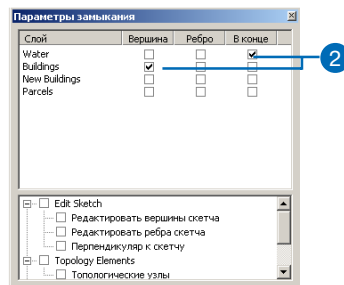 Параметры замыкания
Слой Вершина Ребро В конце
Water
Buildings
2
New Buildings
Parcels
Edit Sketch
Редактировать вершины скетча
Редактировать ребра скетча
Перпендикуляр к скетчу
Topology Elements
Топологические узлы